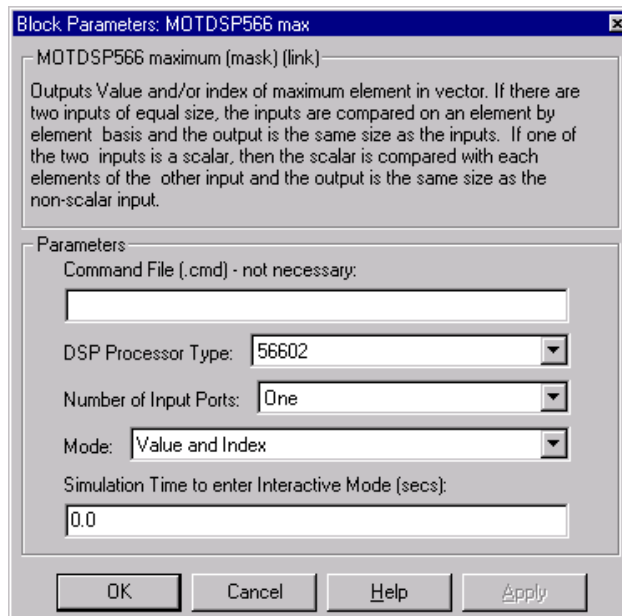 Block Parameters: MOTDSP566 max
MOTDSP566 maximum (mask) (link)
Outputs Value and/or index of maximum element in vector. If there are
two inputs of equal size, the inputs are compared on an element by
element  basis and the output is the same size as the inputs.  If one of
the two  inputs is a scalar, then the scalar is compared with each
elements of the  other input and the output is the same size as the
non-scalar input.
Parameters
Command File (.cmd) - not necessary:
DSP Processor Type: 56602
Number of Input Ports: One
Mode: Value and Index
Simulation Time to enter Interactive Mode (secs):
0.0
OK Cancel Help Apply